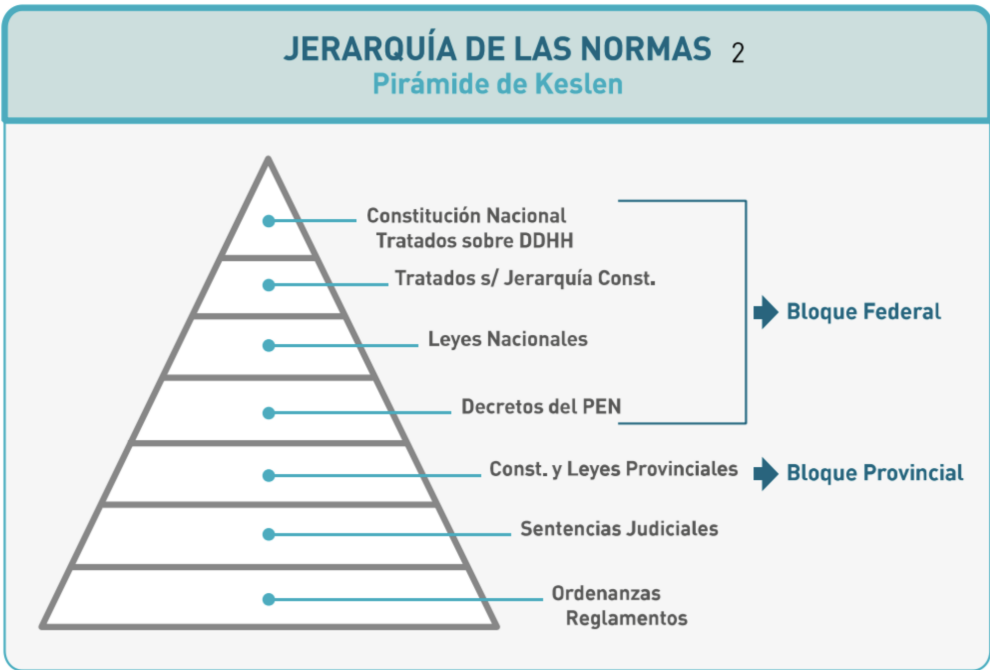 JERARQUÍA DE LAS NORMAS 2
Pirámide de Keslen
Constitución Nacional
Tratados sobre DDHH
Tratados s/ Jerarquía Const.
Bloque Federal
Leyes Nacionales
Decretos del PEN
Const. y Leyes Provinciales
Bloque Provincial
Sentencias Judiciales
Ordenanzas
Reglamentos